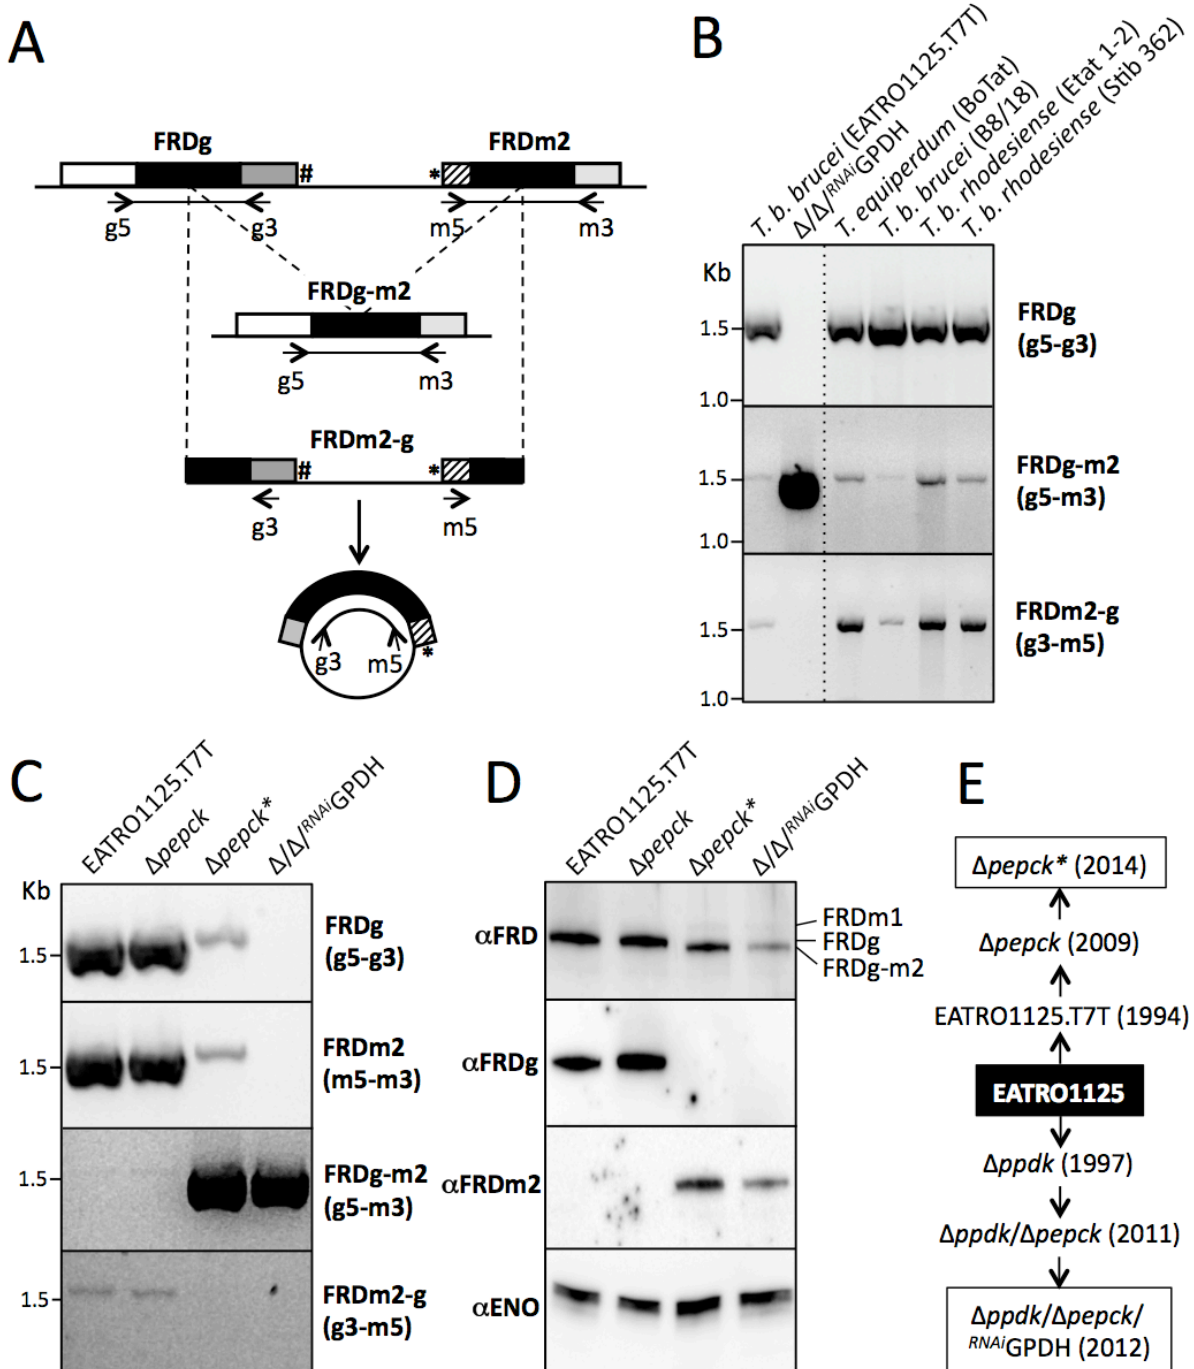 A
FRDg
FRDm2
#
*
g5
g3
m5
m3
FRDg-m2
g5
m3
FRDm2-g
#
*
g3
m5
g3
m5
*
B
T. b. brucei (EATRO1125.T7T)
Δ/Δ/RNAiGPDH
T. equiperdum (BoTat)
T. b. brucei (B8/18)
T. b. rhodesiense (Etat 1-2)
T. b. rhodesiense (Stib 362)
Kb
1.5
1.0
FRDg
(g5-g3)
1.5
1.0
FRDg-m2
(g5-m3)
1.5
1.0
FRDm2-g
(g3-m5)
C
EATRO1125.T7T
Δpepck
Δpepck*
Δ/Δ/RNAiGPDH
Kb
1.5
FRDg
(g5-g3)
1.5
FRDm2
(m5-m3)
1.5
FRDg-m2
(g5-m3)
1.5
FRDm2-g
(g3-m5)
D
EATRO1125.T7T
Δpepck
Δpepck*
Δ/Δ/RNAiGPDH
αFRD
FRDm1
FRDg
FRDg-m2
αFRDg
αFRDm2
αENO
E
Δpepck* (2014)
Δpepck (2009)
EATRO1125.T7T (1994)
EATRO1125
Δppdk (1997)
Δppdk/Δpepck (2011)
Δppdk/Δpepck/
RNAiGPDH (2012)